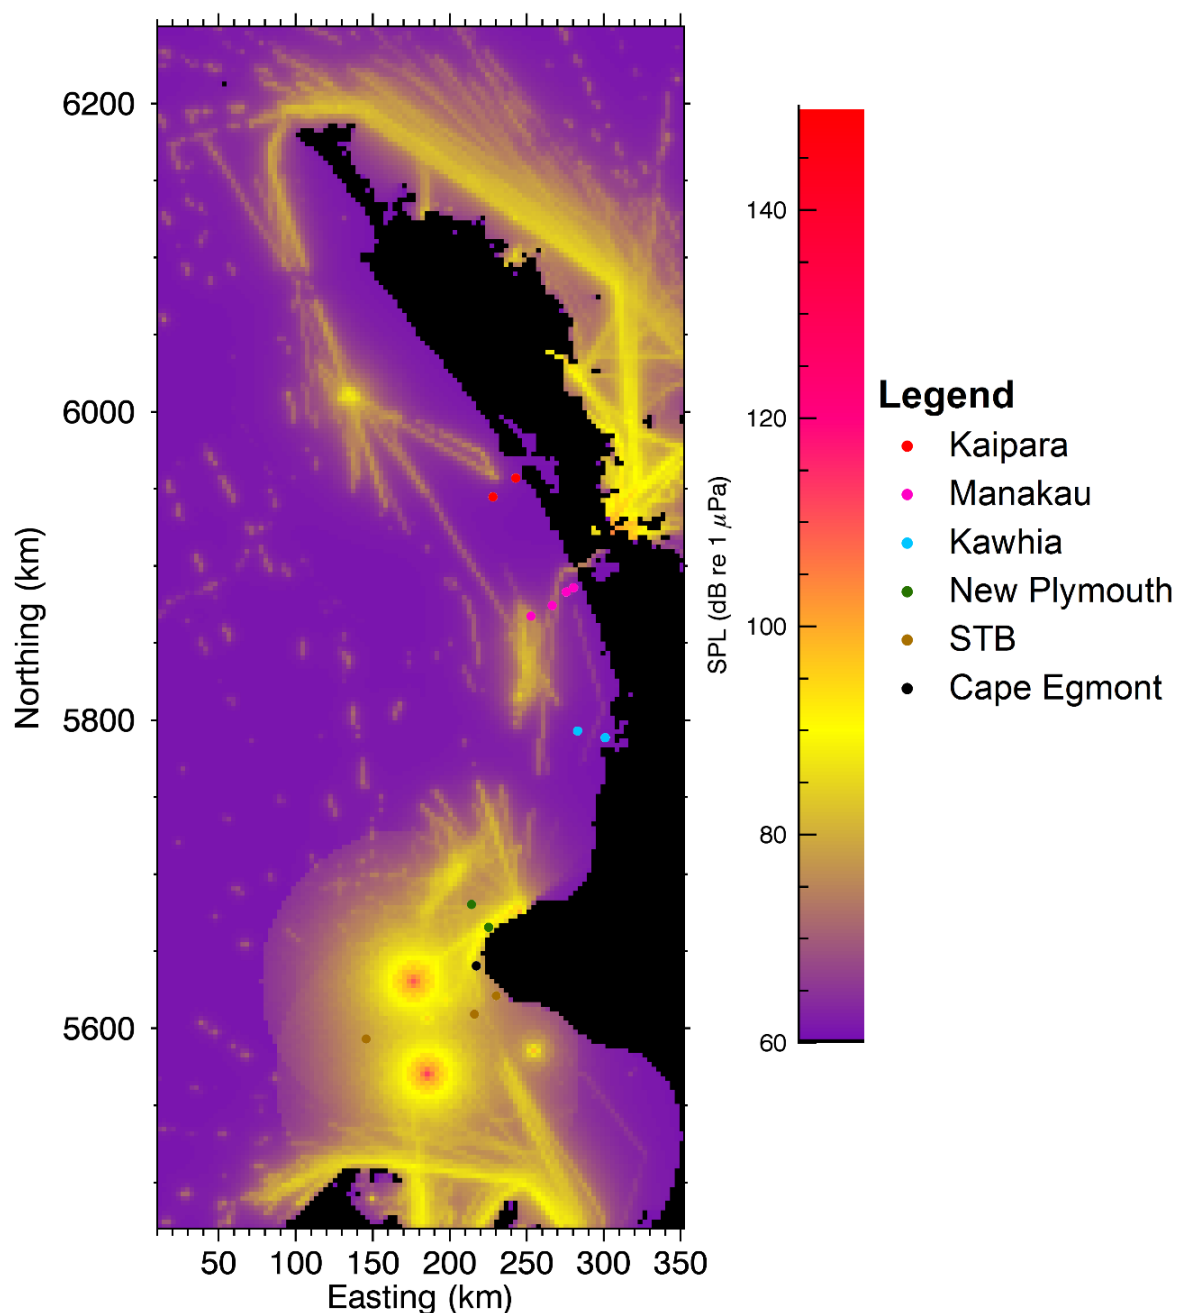 6200
6000
5800
5600
Northing (km)
50
100
150
200
250
300
350
Easting (km)
140
120
100
80
60
SPL (dB re 1 μPa)
Legend
Kaipara
Manakau
Kawhia
New Plymouth
STB
Cape Egmont